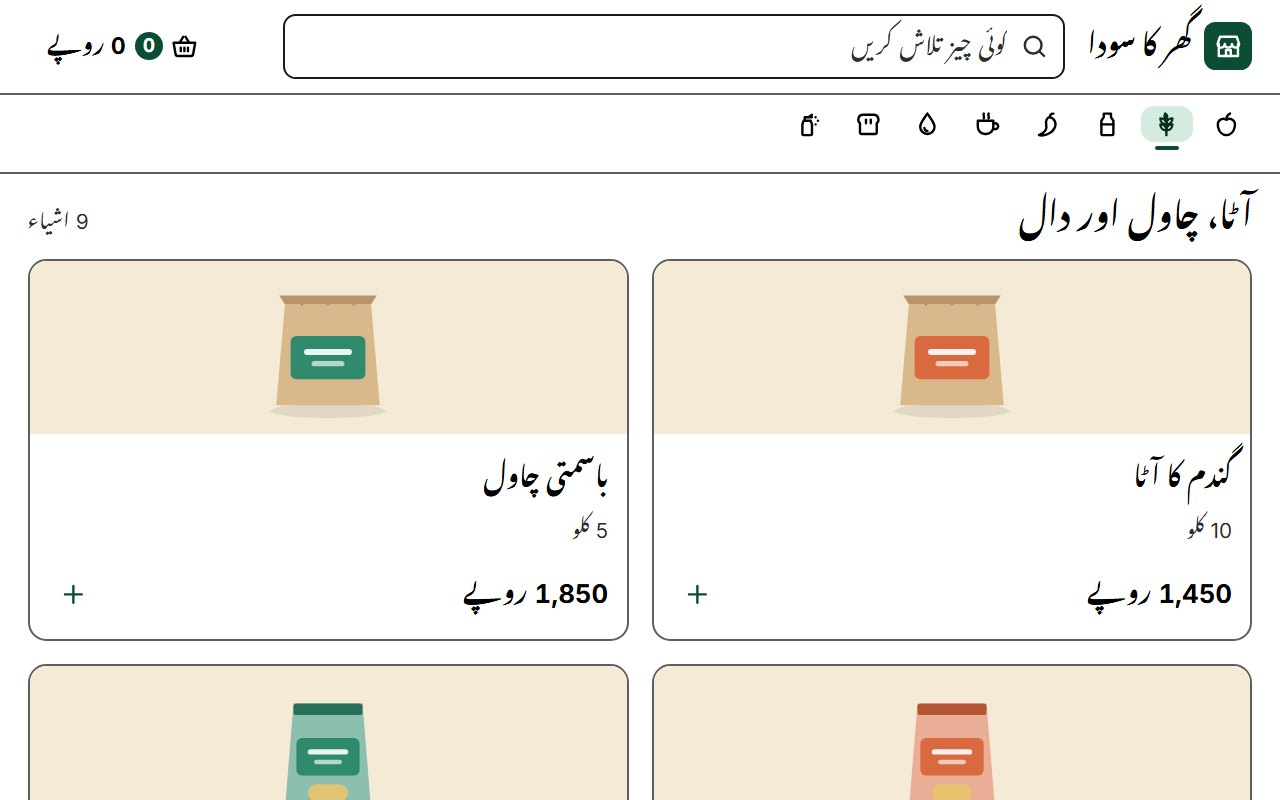 گھر کا سودا
کوئی چیز تلاش کریں
0
0 روپے
آٹا، چاول اور دال
9 اشیاء
گندم کا آٹا
10 کلو
1,450 روپے
باسمتی چاول
5 کلو
1,850 روپے